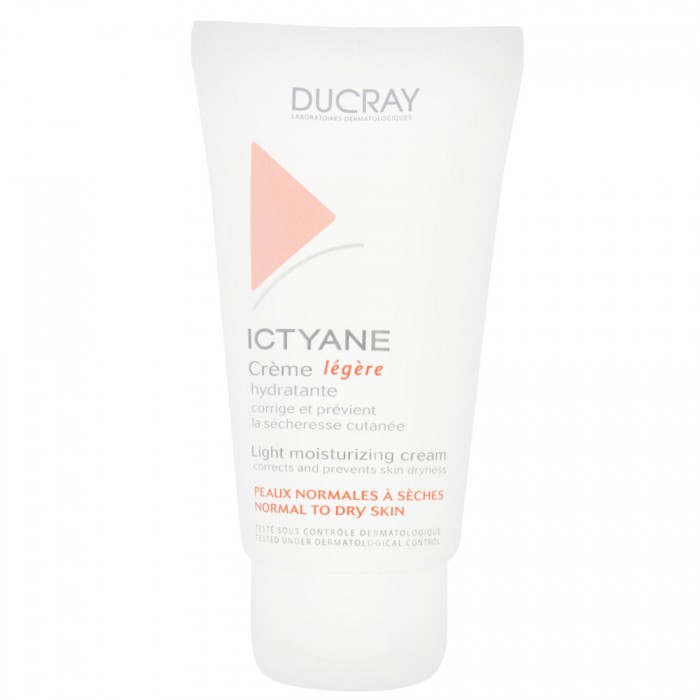 DUCRAY
LABORATOIRES DERMATOLOGIQUES
ICTYANE
Crème légère
hydratante
corrige et prévient
la sécheresse cutanée
Light moisturizing cream
corrects and prevents skin dryness
PEAUX NORMALES À SÈCHES
NORMAL TO DRY SKIN
TESTÉ SOUS CONTRÔLE DERMATOLOGIQUE
TESTED UNDER DERMATOLOGICAL CONTROL